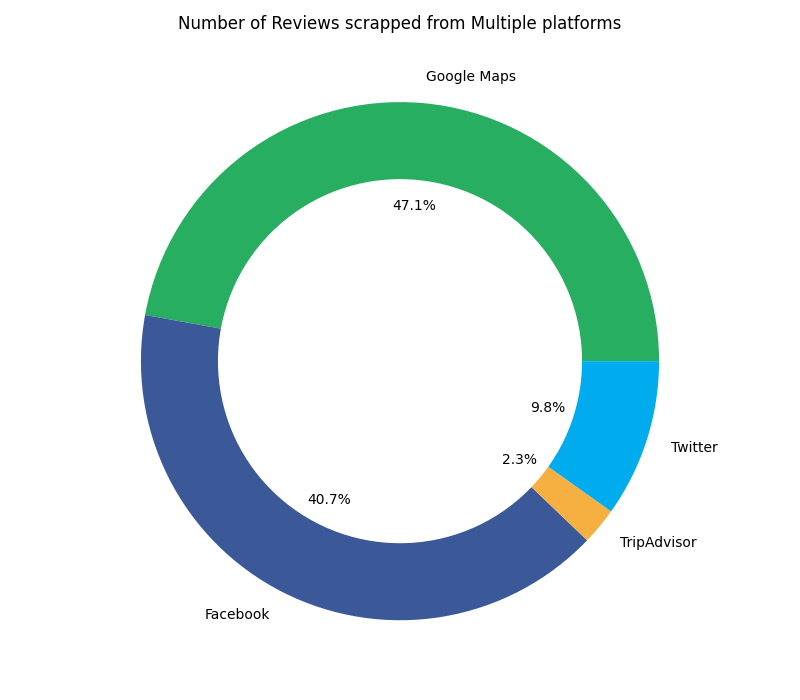 Number of Reviews scrapped from Multiple platforms
Google Maps
47.1%
9.8%
Twitter
2.3%
40.7%
TripAdvisor
Facebook